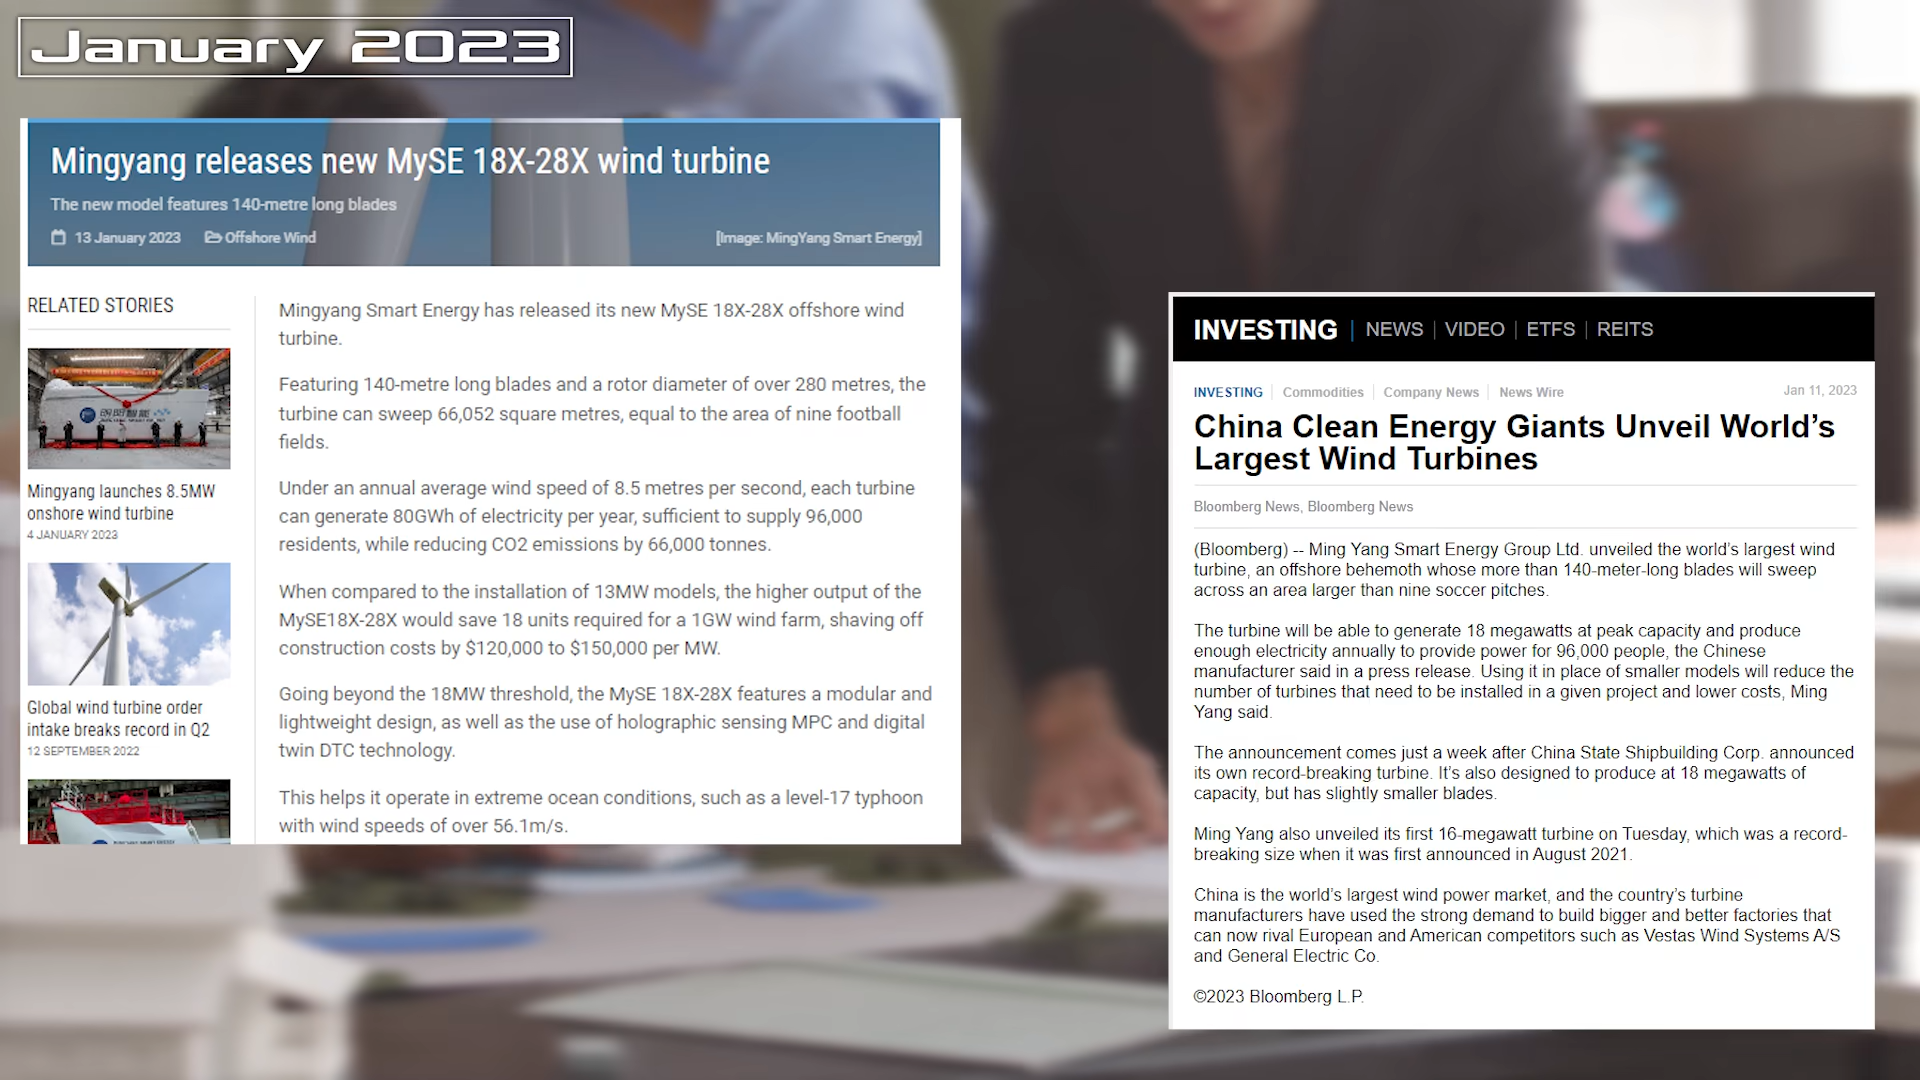 January 2023
Mingyang releases new MySE 18X-28X wind turbine
The new model features 140-metre long blades
13 January 2023 Offshore Wind [Image: MingYang Smart Energy]
RELATED STORIES
Mingyang launches 8.5MW
onshore wind turbine
4 JANUARY 2023
Global wind turbine order
intake breaks record in Q2
12 SEPTEMBER 2022
Mingyang Smart Energy has released its new MySE 18X-28X offshore wind
turbine.
Featuring 140-metre long blades and a rotor diameter of over 280 metres, the
turbine can sweep 66,052 square metres, equal to the area of nine football
fields.
Under an annual average wind speed of 8.5 metres per second, each turbine
can generate 80GWh of electricity per year, sufficient to supply 96,000
residents, while reducing CO2 emissions by 66,000 tonnes.
When compared to the installation of 13MW models, the higher output of the
MySE18X-28X would save 18 units required for a 1GW wind farm, shaving off
construction costs by $120,000 to $150,000 per MW.
Going beyond the 18MW threshold, the MySE 18X-28X features a modular and
lightweight design, as well as the use of holographic sensing MPC and digital
twin DTC technology.
This helps it operate in extreme ocean conditions, such as a level-17 typhoon
with wind speeds of over 56.1m/s.
INVESTING | NEWS | VIDEO | ETFS | REITS
INVESTING | Commodities | Company News | News Wire Jan 11, 2023
China Clean Energy Giants Unveil World's
Largest Wind Turbines
Bloomberg News, Bloomberg News
(Bloomberg) -- Ming Yang Smart Energy Group Ltd. unveiled the world's largest wind
turbine, an offshore behemoth whose more than 140-meter-long blades will sweep
across an area larger than nine soccer pitches.
The turbine will be able to generate 18 megawatts at peak capacity and produce
enough electricity annually to provide power for 96,000 people, the Chinese
manufacturer said in a press release. Using it in place of smaller models will reduce the
number of turbines that need to be installed in a given project and lower costs, Ming
Yang said.
The announcement comes just a week after China State Shipbuilding Corp. announced
its own record-breaking turbine. It's also designed to produce at 18 megawatts of
capacity, but has slightly smaller blades.
Ming Yang also unveiled its first 16-megawatt turbine on Tuesday, which was a record-
breaking size when it was first announced in August 2021.
China is the world's largest wind power market, and the country's turbine
manufacturers have used the strong demand to build bigger and better factories that
can now rival European and American competitors such as Vestas Wind Systems A/S
and General Electric Co.
©2023 Bloomberg L.P.